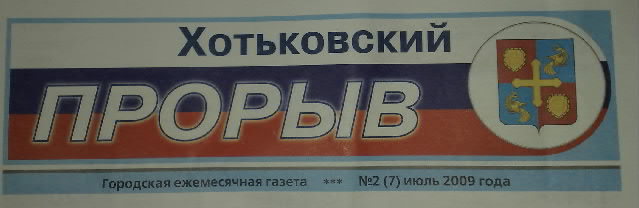 Хотьковский
ПРОРЫВ
Городская ежемесячная газета *** №2 (7) июль 2009 года